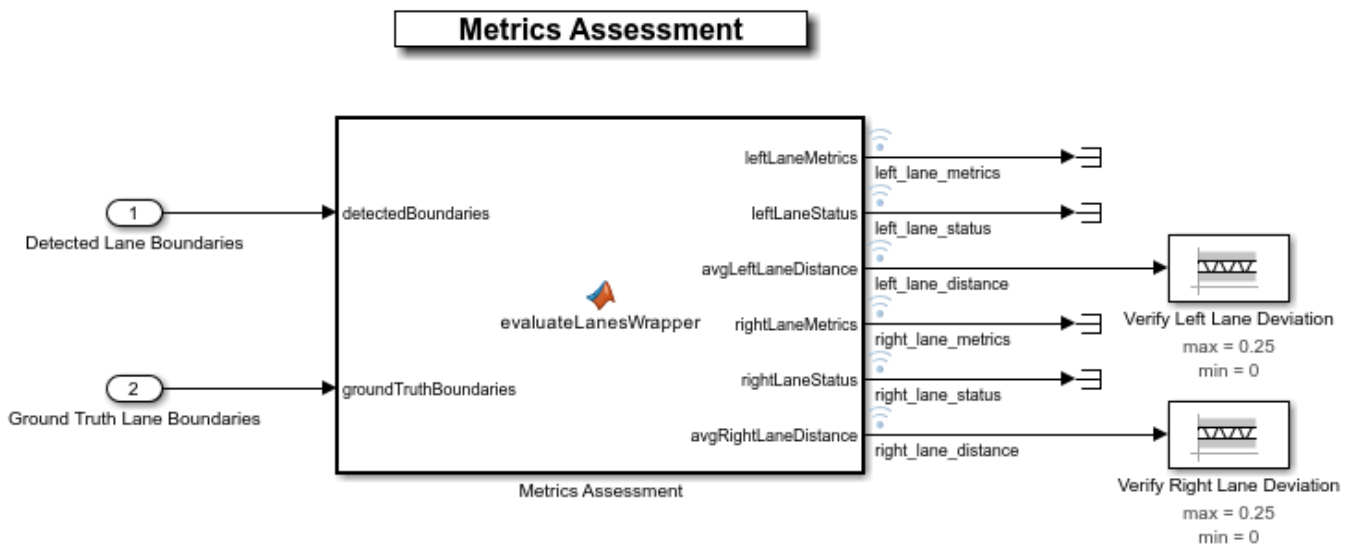 Metrics Assessment
1
Detected Lane Boundaries
2
Ground Truth Lane Boundaries
detectedBoundaries
groundTruthBoundaries
evaluateLanesWrapper
leftLaneMetrics
leftLaneStatus
avgLeftLaneDistance
rightLaneMetrics
rightLaneStatus
avgRightLaneDistance
Metrics Assessment
left_lane_metrics
left_lane_status
left_lane_distance
right_lane_metrics
right_lane_status
right_lane_distance
Verify Left Lane Deviation
max = 0.25
min = 0
Verify Right Lane Deviation
max = 0.25
min = 0